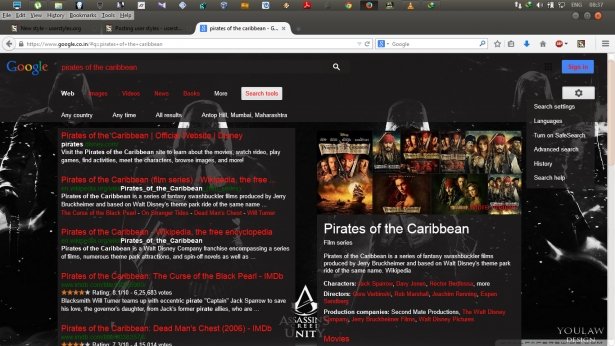 ENG
08:37
File Edit View History Bookmarks Tools Help
New style - userstyles.org
Posting user styles - userst...
pirates of the caribbean - G...
https://www.google.co.in/#q=pirates+of+the+caribbean
Google
Google
pirates of the caribbean
Sign in
Web Images Videos News Books More Search tools
Any country Any time All results Antop Hill, Mumbai, Maharashtra
Search settings
Languages
Turn on SafeSearch
Advanced search
History
Search help
Pirates of the Caribbean | Official Website | Disney
pirates
Visit the Pirates of the Caribbean site to learn about the movies, watch video, play
games, find activities, meet the characters, browse images, and more!
Pirates of the Caribbean (film series) - Wikipedia, the free ...
en.wikipedia.org/wiki/Pirates_of_the_Caribbean
Pirates of the Caribbean is a series of fantasy swashbuckler films produced by Jerry
Bruckheimer and based on Walt Disney's theme park ride of the same name ...
The Curse of the Black Pearl - On Stranger Tides - Dead Man's Chest - Will Turner
Pirates of the Caribbean - Wikipedia, the free encyclopedia
en.wikipedia.org/wiki/Pirates_of_the_Caribbean
Pirates of the Caribbean is a Walt Disney Company franchise encompassing a series
of films, numerous theme park attractions, and spin-off novels as well as ...
Pirates of the Caribbean: The Curse of the Black Pearl - IMDb
Rating: 8.1/10 - 6,25,683 votes
Blacksmith Will Turner teams up with eccentric pirate "Captain" Jack Sparrow to save
his love, the governor's daughter, from Jack's former pirate allies, who are ...
Pirates of the Caribbean: Dead Man's Chest (2006) - IMDb
Rating: 7.3/10 - 4,15,014 votes
More images
Pirates of the Caribbean
Film series
Pirates of the Caribbean is a series of fantasy swashbuckler films
produced by Jerry Bruckheimer and based on Walt Disney's theme park
ride of the same name. Wikipedia
Characters: Jack Sparrow, Davy Jones, Hector Barbossa, more
Directors: Gore Verbinski, Rob Marshall, Joachim Rønning, Espen
Sandberg
Production companies: Second Mate Productions, The Walt Disney
Company, Jerry Bruckheimer Films, Walt Disney Pictures
Movies
ASSASSIN'S
CREED
UNITY
YOULAW
DESIGN